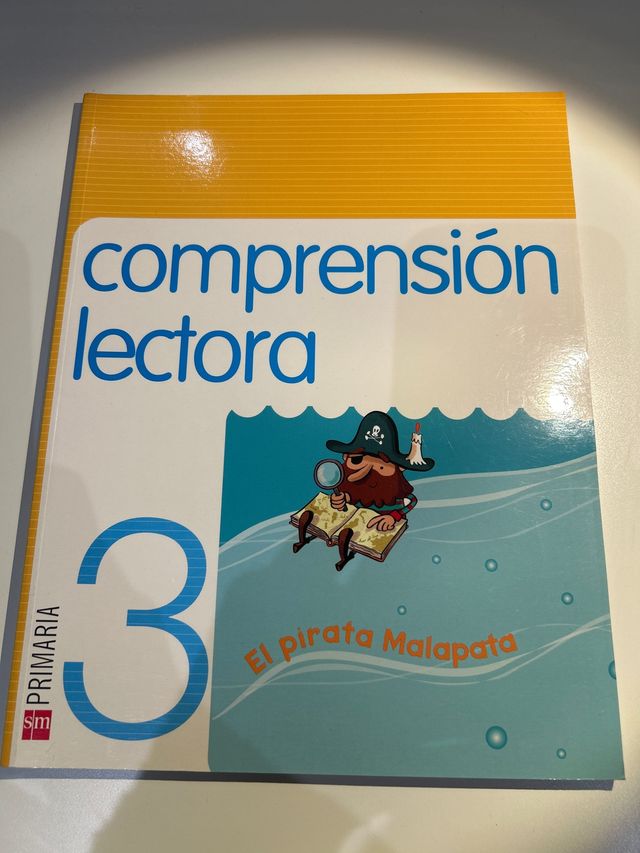 comprensión
lectora
3
PRIMARIA
sm
El pirata Malapata